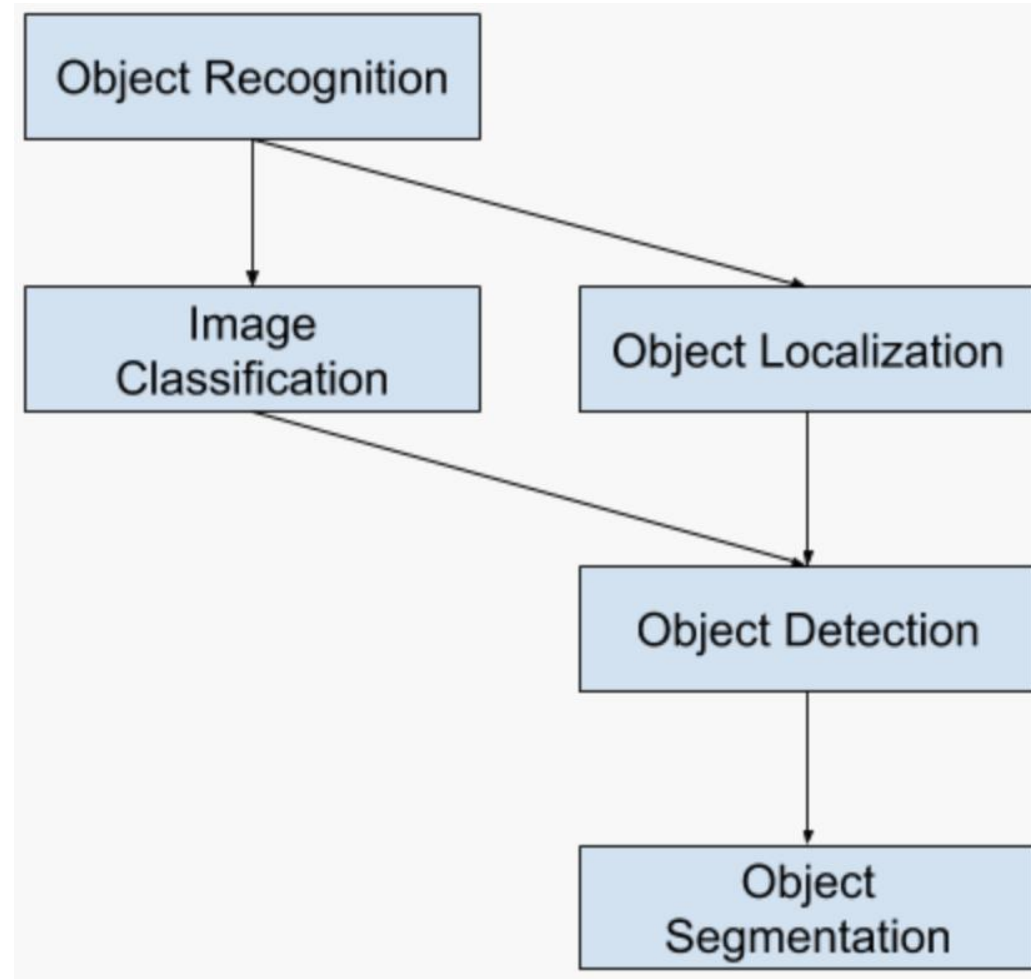 Object Recognition
Image
Classification
Object Localization
Object Detection
Object
Segmentation